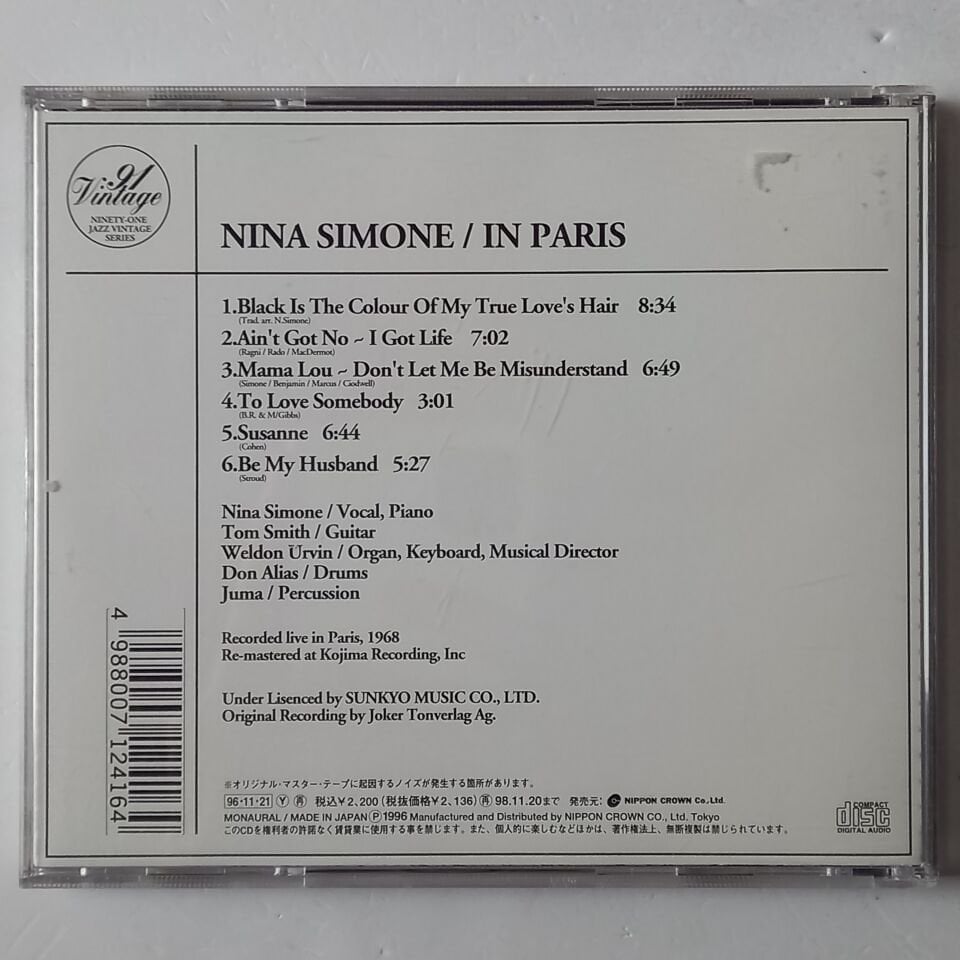 91
Vintage
NINETY-ONE
JAZZ VINTAGE
SERIES
NINA SIMONE / IN PARIS
1.Black Is The Colour Of My True Love's Hair 8:34
(Trad. arr. N.Simone)
2.Ain't Got No ~ I Got Life 7:02
(Ragni / Rado / MacDermot)
3.Mama Lou ~ Don't Let Me Be Misunderstand 6:49
(Simone / Benjamin / Marcus / Ciodwell)
4.To Love Somebody 3:01
(B.R. & M/Gibbs)
5.Susanne 6:44
(Cohen)
6.Be My Husband 5:27
(Stroud)
Nina Simone / Vocal, Piano
Tom Smith / Guitar
Weldon Urvin / Organ, Keyboard, Musical Director
Don Alias / Drums
Juma / Percussion
Recorded live in Paris, 1968
Re-mastered at Kojima Recording, Inc
Under Lisenced by SUNKYO MUSIC CO., LTD.
Original Recording by Joker Tonverlag Ag.
4 988007 124164
※オリジナル・マスター・テープに起因するノイズが発生する箇所があります。
96・11・21 Ⓨ �
再 税込¥2,200(税抜価格¥2,136)再 98.11.20まで 発売元: NIPPON CROWN Co.,Ltd.
MONAURAL / MADE IN JAPAN Ⓟ1996 Manufactured and Distributed by NIPPON CROWN CO., Ltd. Tokyo
このCDを権利者の許諾なく賃貸業に使用する事を禁じます。また、個人的に楽しむなどほかは、著作権法上、無断複製は禁じられています。
COMPACT
disc
DIGITAL AUDIO